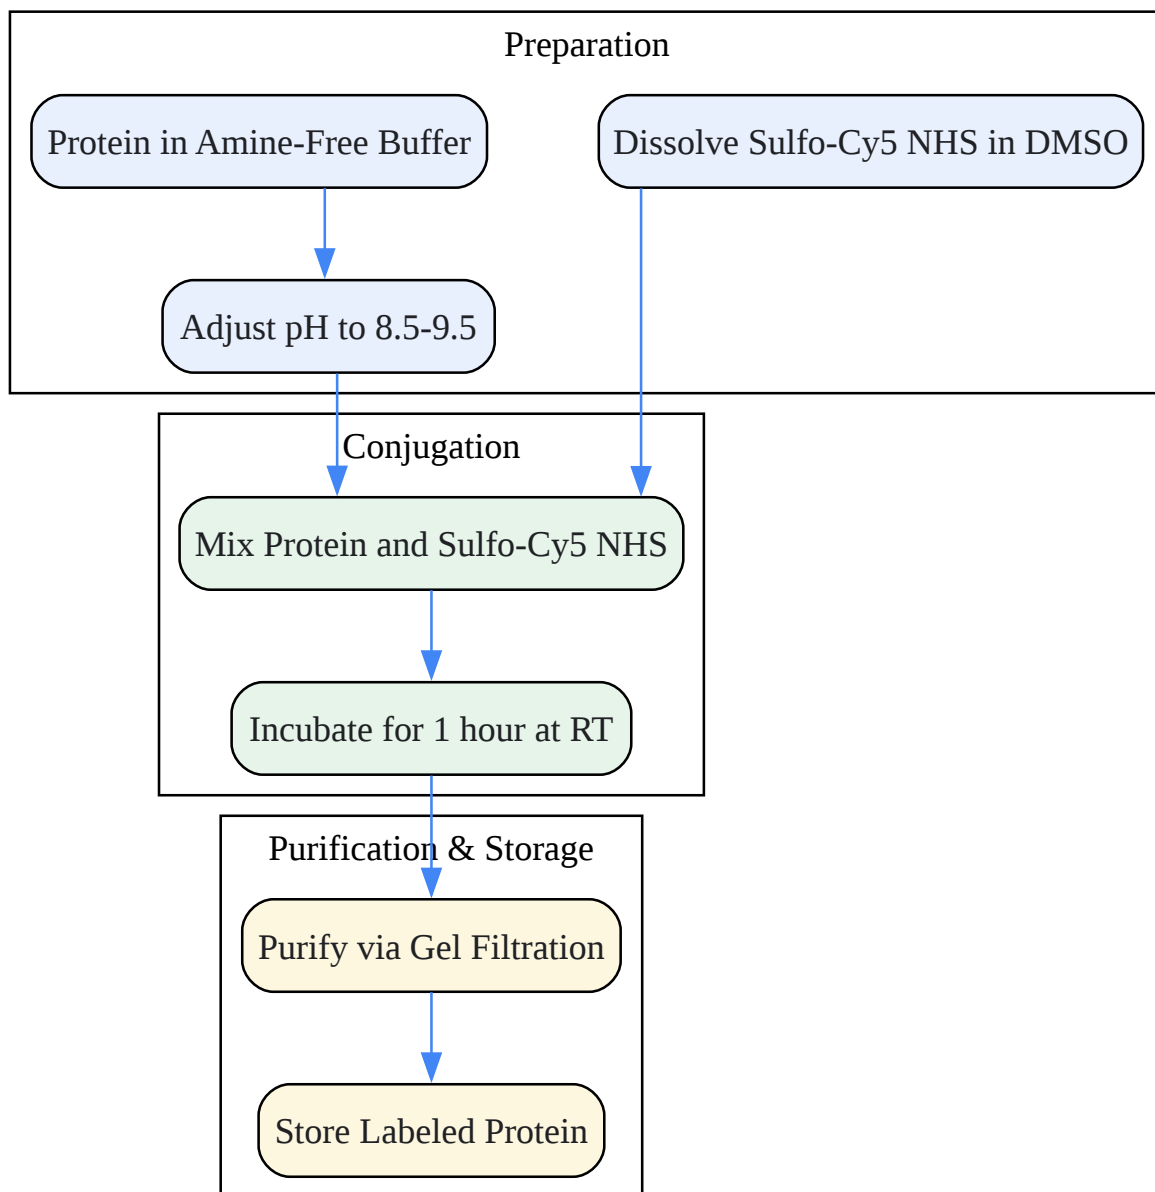 Preparation
Protein in Amine-Free Buffer
Dissolve Sulfo-Cy5 NHS in DMSO
Adjust pH to 8.5-9.5
Conjugation
Mix Protein and Sulfo-Cy5 NHS
Incubate for 1 hour at RT
Purification & Storage
Purify via Gel Filtration
Store Labeled Protein